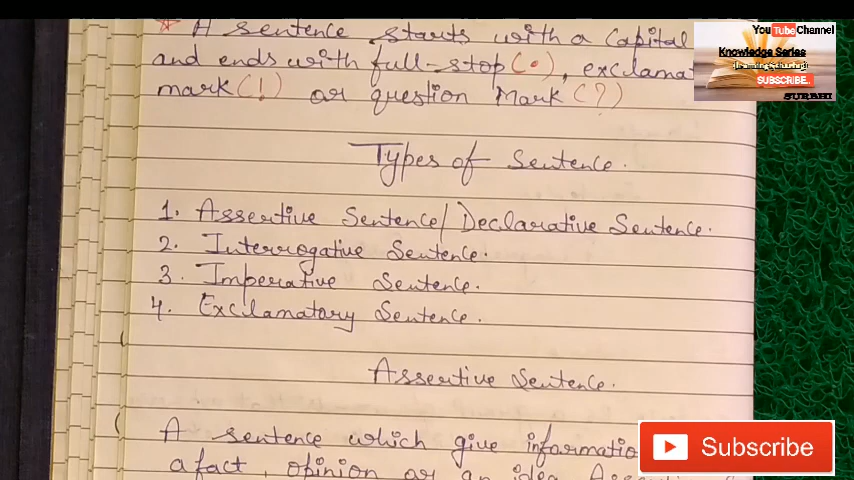 * A sentence starts with a Capital
and ends with full-stop (.), exclamat
mark (!) or question Mark (?)
Types of Sentence.
1. Assertive Sentence/Declarative Sentence.
2. Interrogative Sentence.
3. Imperative Sentence.
4. Exclamatory Sentence.
Assertive Sentence.
A sentence which give informatio
a fact, opinion or an idea
YouTube Channel
Knowledge Series
SUBSCRIBE
SURBHI
Subscribe